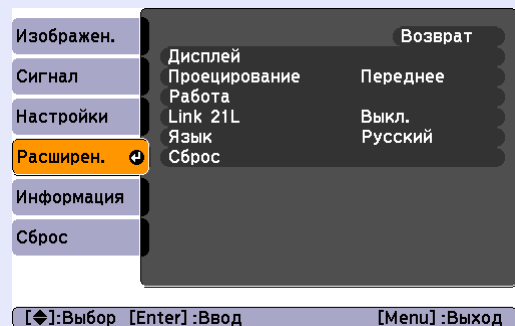 Изображен.
Сигнал
Настройки
Расширен.
Информация
Сброс
Возврат
Дисплей
Проецирование Переднее
Работа
Link 21L Выкл.
Язык Русский
Сброс
[◆]:Выбор [Enter]:Ввод [Menu]:Выход